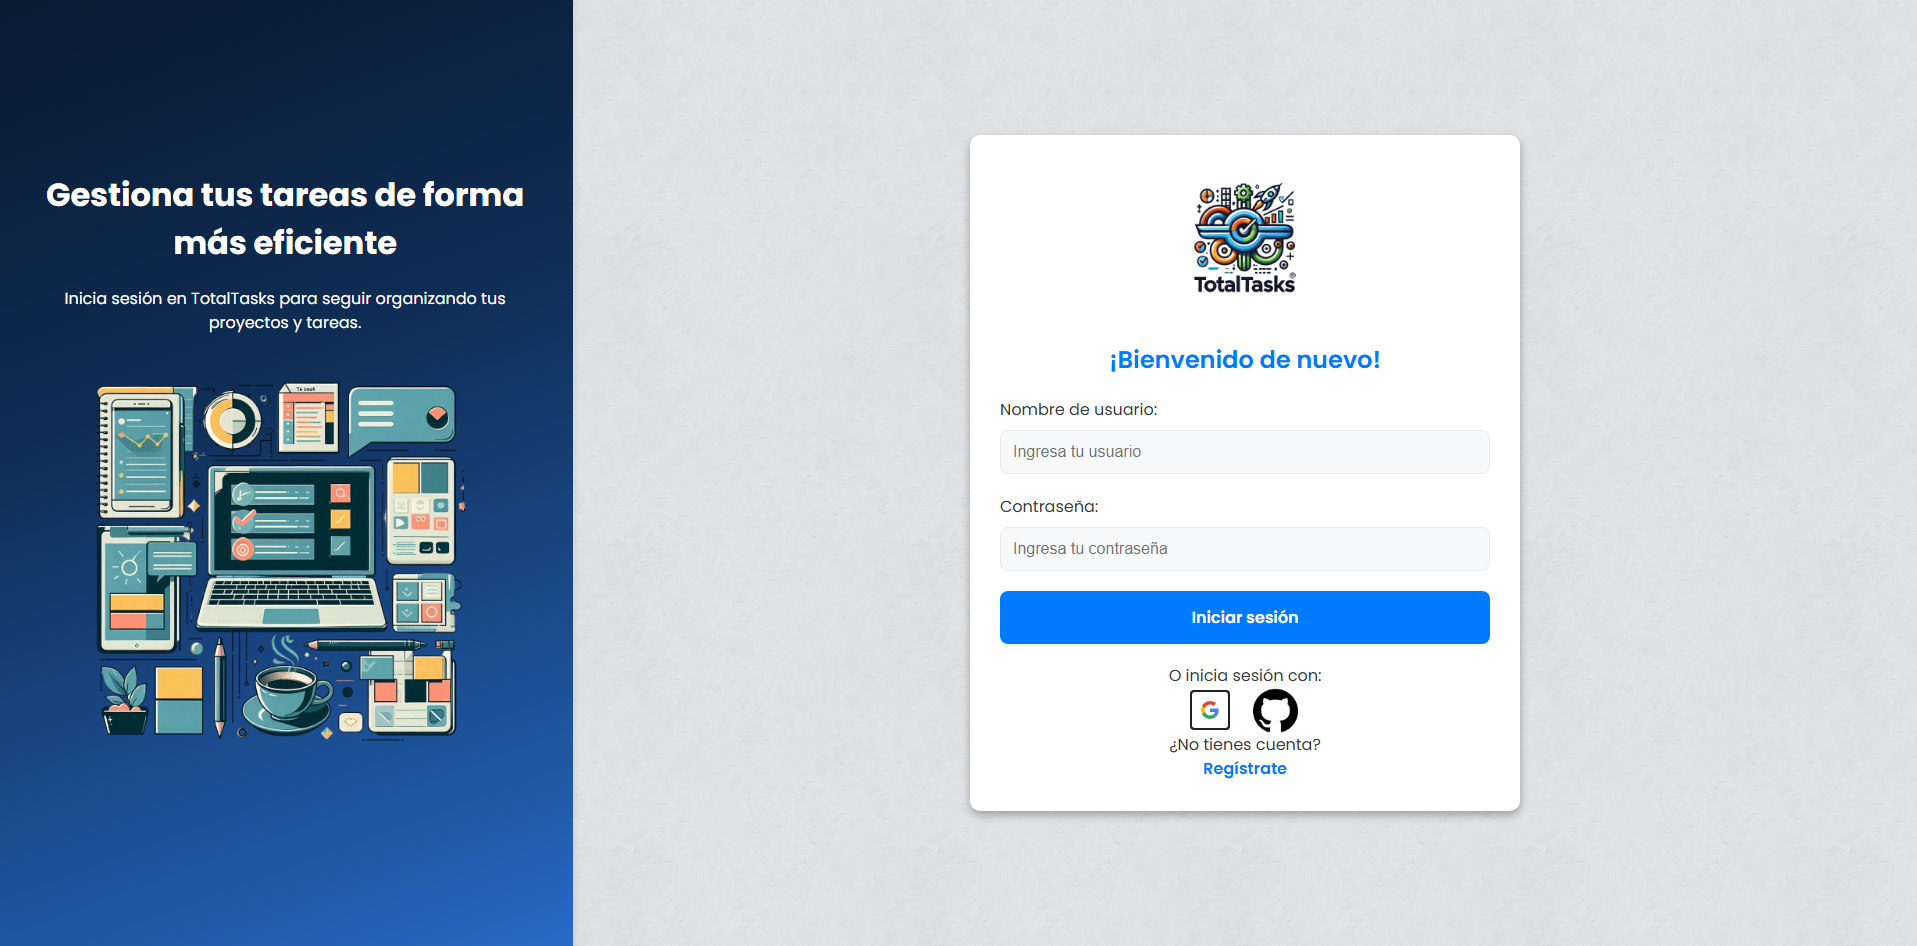 Gestiona tus tareas de forma
más eficiente
Inicia sesión en TotalTasks para seguir organizando tus
proyectos y tareas.
TotalTasks®
¡Bienvenido de nuevo!
Nombre de usuario:
Ingresa tu usuario
Contraseña:
Ingresa tu contraseña
Iniciar sesión
O inicia sesión con:
¿No tienes cuenta?
Regístrate